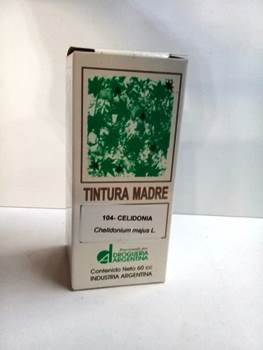 TINTURA MADRE
104- CELIDONIA
Chelidonium majus L.
DROGUERIA
ARGENTINA
Contenido Neto 60 cc
INDUSTRIA ARGENTINA